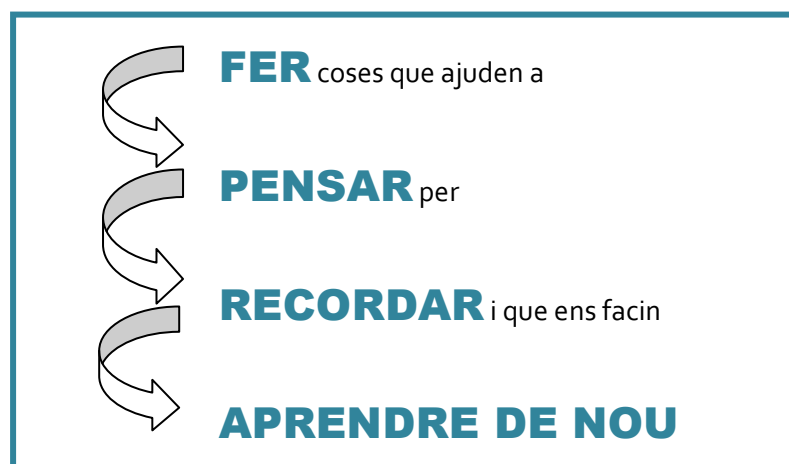 FER coses que ajuden a
PENSAR per
RECORDAR i que ens facin
APRENDRE DE NOU